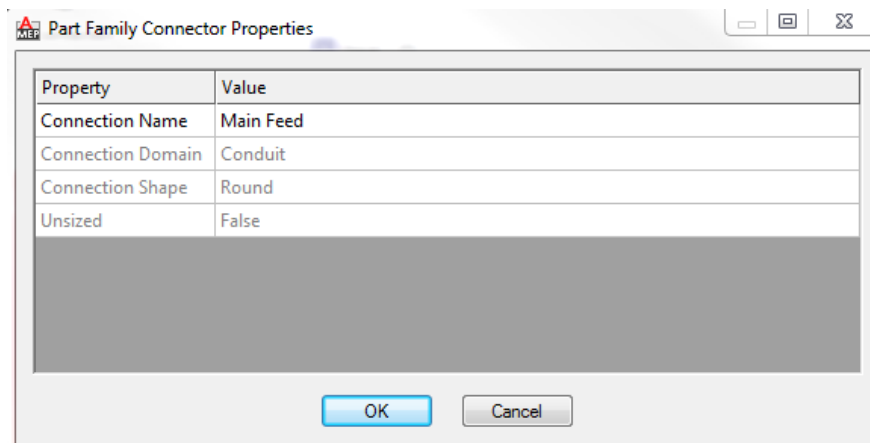 A MEP Part Family Connector Properties
Property Value
Connection Name Main Feed
Connection Domain Conduit
Connection Shape Round
Unsized False
OK Cancel